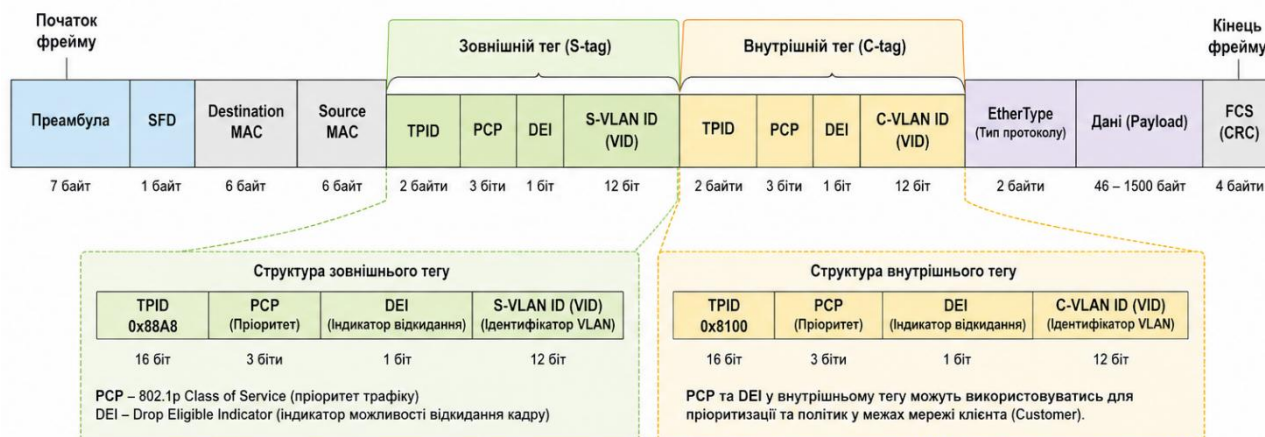 Початок
фрейму
Кінець
фрейму
Зовнішній тег (S-tag)
Внутрішній тег (C-tag)
Преамбула
SFD
Destination
MAC
Source
MAC
TPID
PCP
DEI
S-VLAN ID
(VID)
TPID
PCP
DEI
C-VLAN ID
(VID)
EtherType
(Тип протоколу)
Дані (Payload)
FCS
(CRC)
7 байт
1 байт
6 байт
6 байт
2 байти
3 біти
1 біт
12 біт
2 байти
3 біти
1 біт
12 біт
2 байти
46 – 1500 байт
4 байти
Структура зовнішнього тегу
TPID
0x88A8
PCP
(Пріоритет)
DEI
(Індикатор відкидання)
S-VLAN ID (VID)
(Ідентифікатор VLAN)
16 біт
3 біти
1 біт
12 біт
PCP – 802.1p Class of Service (пріоритет трафіку)
DEI – Drop Eligible Indicator (індикатор можливості відкидання кадру)
Структура внутрішнього тегу
TPID
0x8100
PCP
(Пріоритет)
DEI
(Індикатор відкидання)
C-VLAN ID (VID)
(Ідентифікатор VLAN)
16 біт
3 біти
1 біт
12 біт
PCP та DEI у внутрішньому тегу можуть використовуватись для
пріоритизації та політик у межах мережі клієнта (Customer).